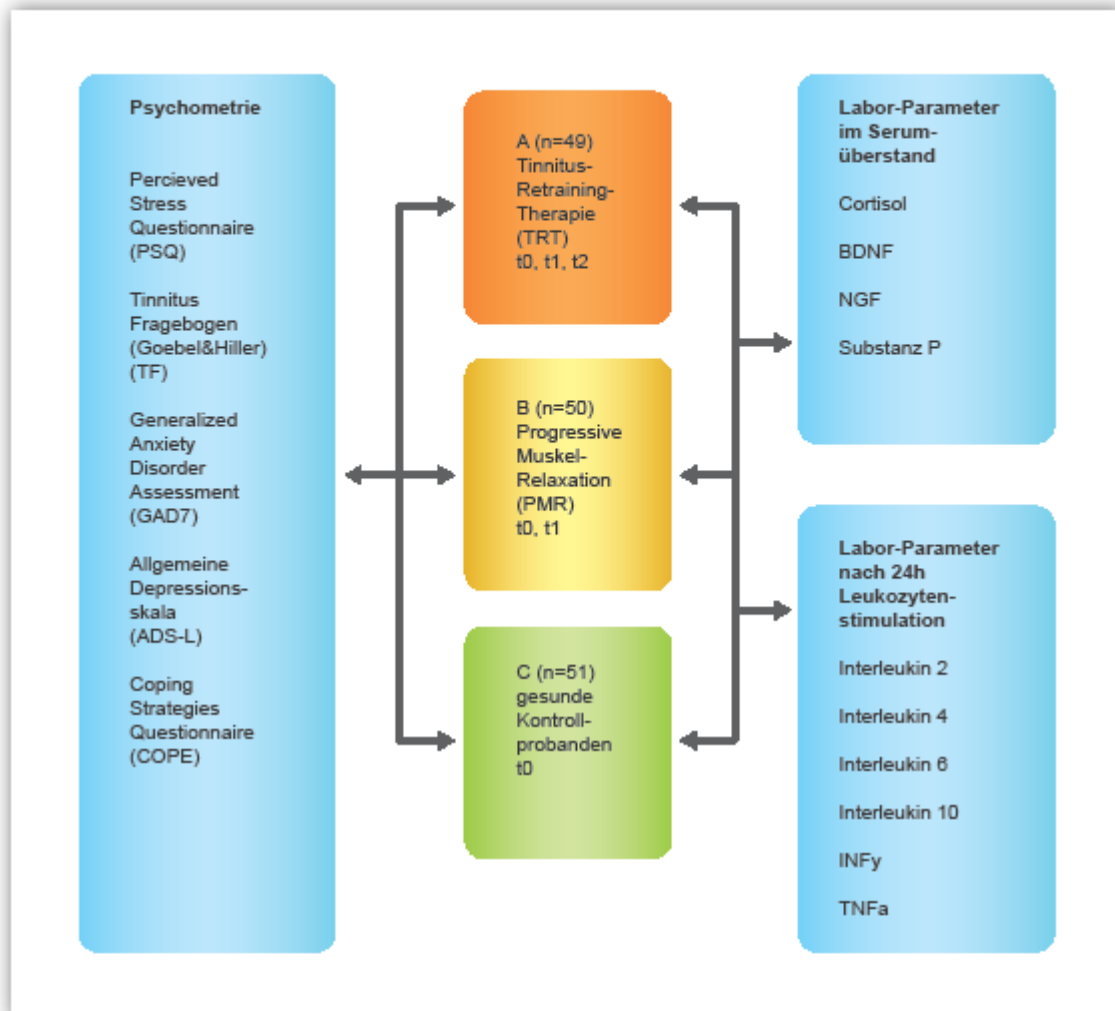 Psychometrie
Percieved
Stress
Questionnaire
(PSQ)
Tinnitus
Fragebogen
(Goebel&Hiller)
(TF)
Generalized
Anxiety
Disorder
Assessment
(GAD7)
Allgemeine
Depressions-
skala
(ADS-L)
Coping
Strategies
Questionnaire
(COPE)
A (n=49)
Tinnitus-
Retraining-
Therapie
(TRT)
t0, t1, t2
B (n=50)
Progressive
Muskel-
Relaxation
(PMR)
t0, t1
C (n=51)
gesunde
Kontroll-
probanden
t0
Labor-Parameter
im Serum-
überstand
Cortisol
BDNF
NGF
Substanz P
Labor-Parameter
nach 24h
Leukozyten-
stimulation
Interleukin 2
Interleukin 4
Interleukin 6
Interleukin 10
INFy
TNFa